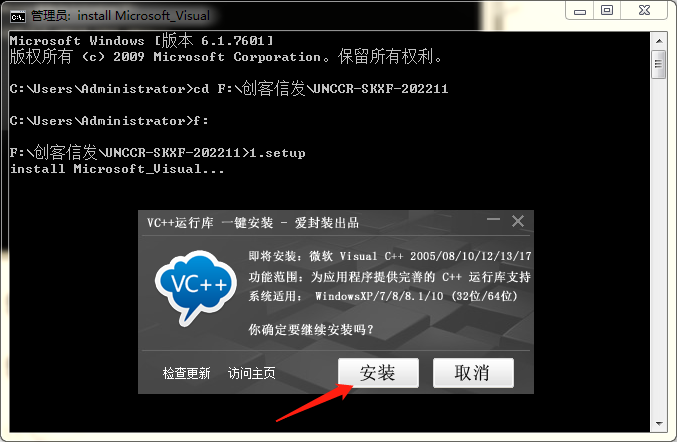 管理员: install Microsoft_Visual
Microsoft Windows [版本 6.1.7601]
版权所有 (c) 2009 Microsoft Corporation。保留所有权利。
C:\Users\Administrator>cd F:\创客信发\UNCCR-SKXF-202211
C:\Users\Administrator>f:
F:\创客信发\UNCCR-SKXF-202211>1.setup
install Microsoft_Visual...
VC++运行库 一键安装 - 爱封装出品
VC++
即将安装: 微软 Visual C++ 2005/08/10/12/13/17
功能范围: 为应用程序提供完善的 C++ 运行库支持
系统适用: WindowsXP/7/8/8.1/10 (32位/64位)
你确定要继续安装吗?
检查更新 访问主页 安装 取消